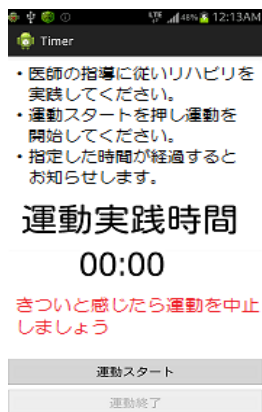 LTE 48% 12:13AM
Timer
・医師の指導に従いリハビリを
実践してください。
・運動スタートを押し運動を
開始してください。
・指定した時間が経過すると
お知らせします。
運動実践時間
00:00
きついと感じたら運動を中止
しましょう
運動スタート
運動終了